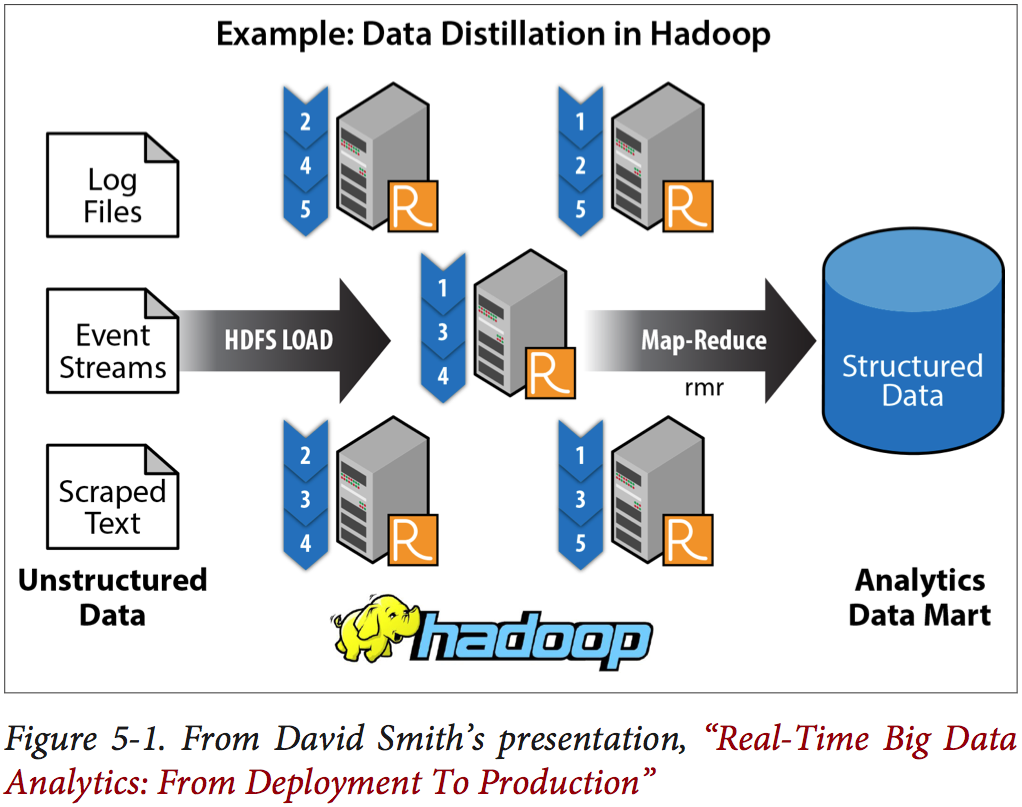 Example: Data Distillation in Hadoop
Log
Files
Event
Streams
Scraped
Text
Unstructured
Data
HDFS LOAD
2
4
5
R
1
2
5
R
1
3
4
R
2
3
4
R
1
3
5
R
Map-Reduce
rmr
Structured
Data
Analytics
Data Mart
hadoop
Figure 5-1. From David Smith’s presentation, “Real-Time Big Data
Analytics: From Deployment To Production”